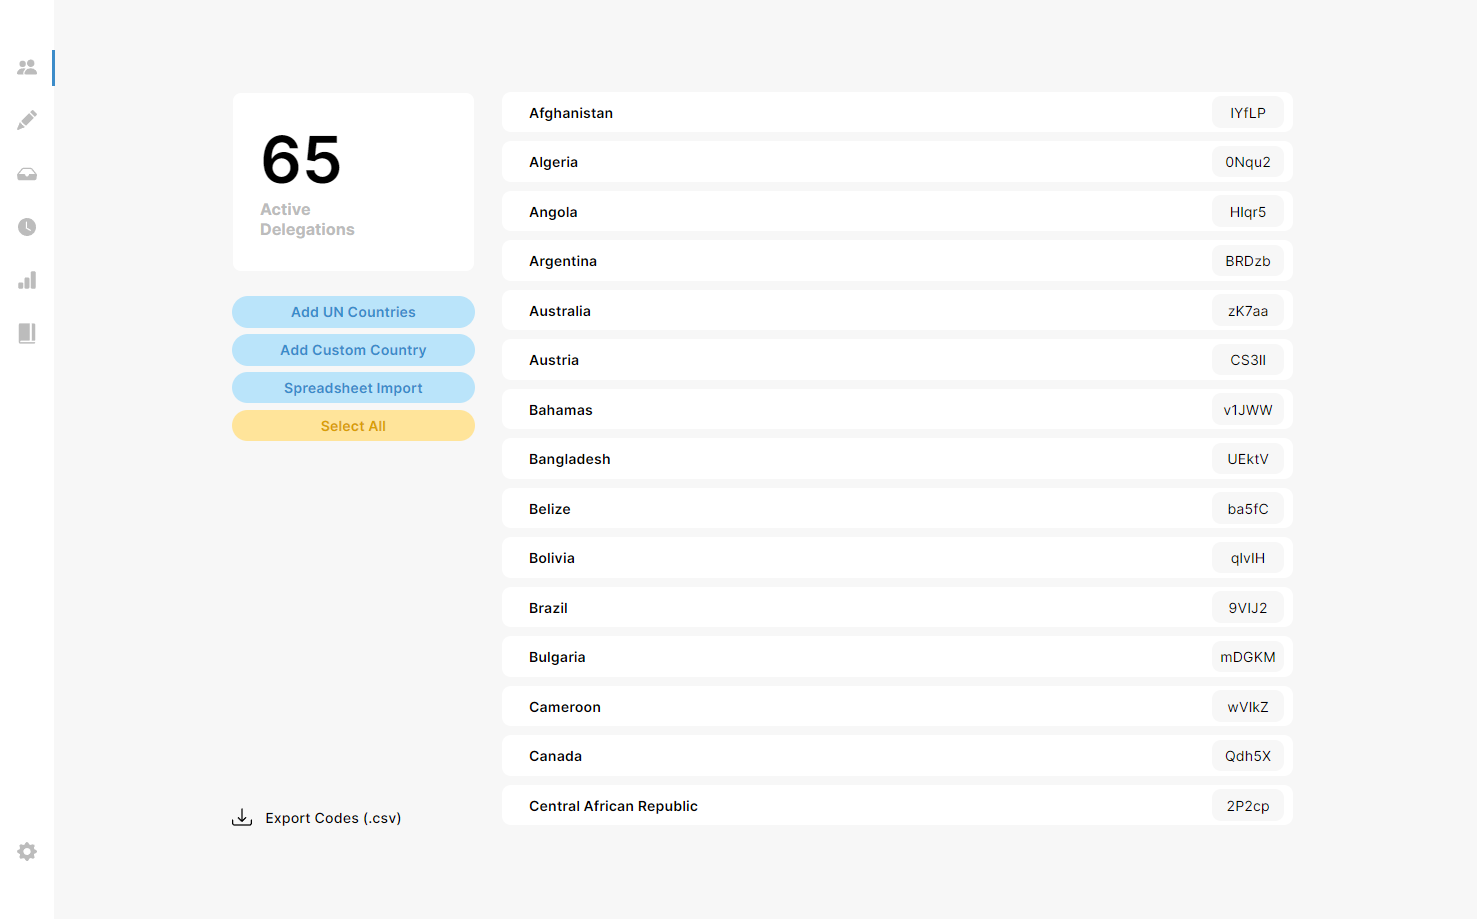 65
Active
Delegations
Add UN Countries
Add Custom Country
Spreadsheet Import
Select All
Export Codes (.csv)
Afghanistan IYfLP
Algeria 0Nqu2
Angola HIqr5
Argentina BRDzb
Australia zK7aa
Austria CS3II
Bahamas v1JWW
Bangladesh UEktV
Belize ba5fC
Bolivia qIvIH
Brazil 9VIJ2
Bulgaria mDGKM
Cameroon wVIkZ
Canada Qdh5X
Central African Republic 2P2cp